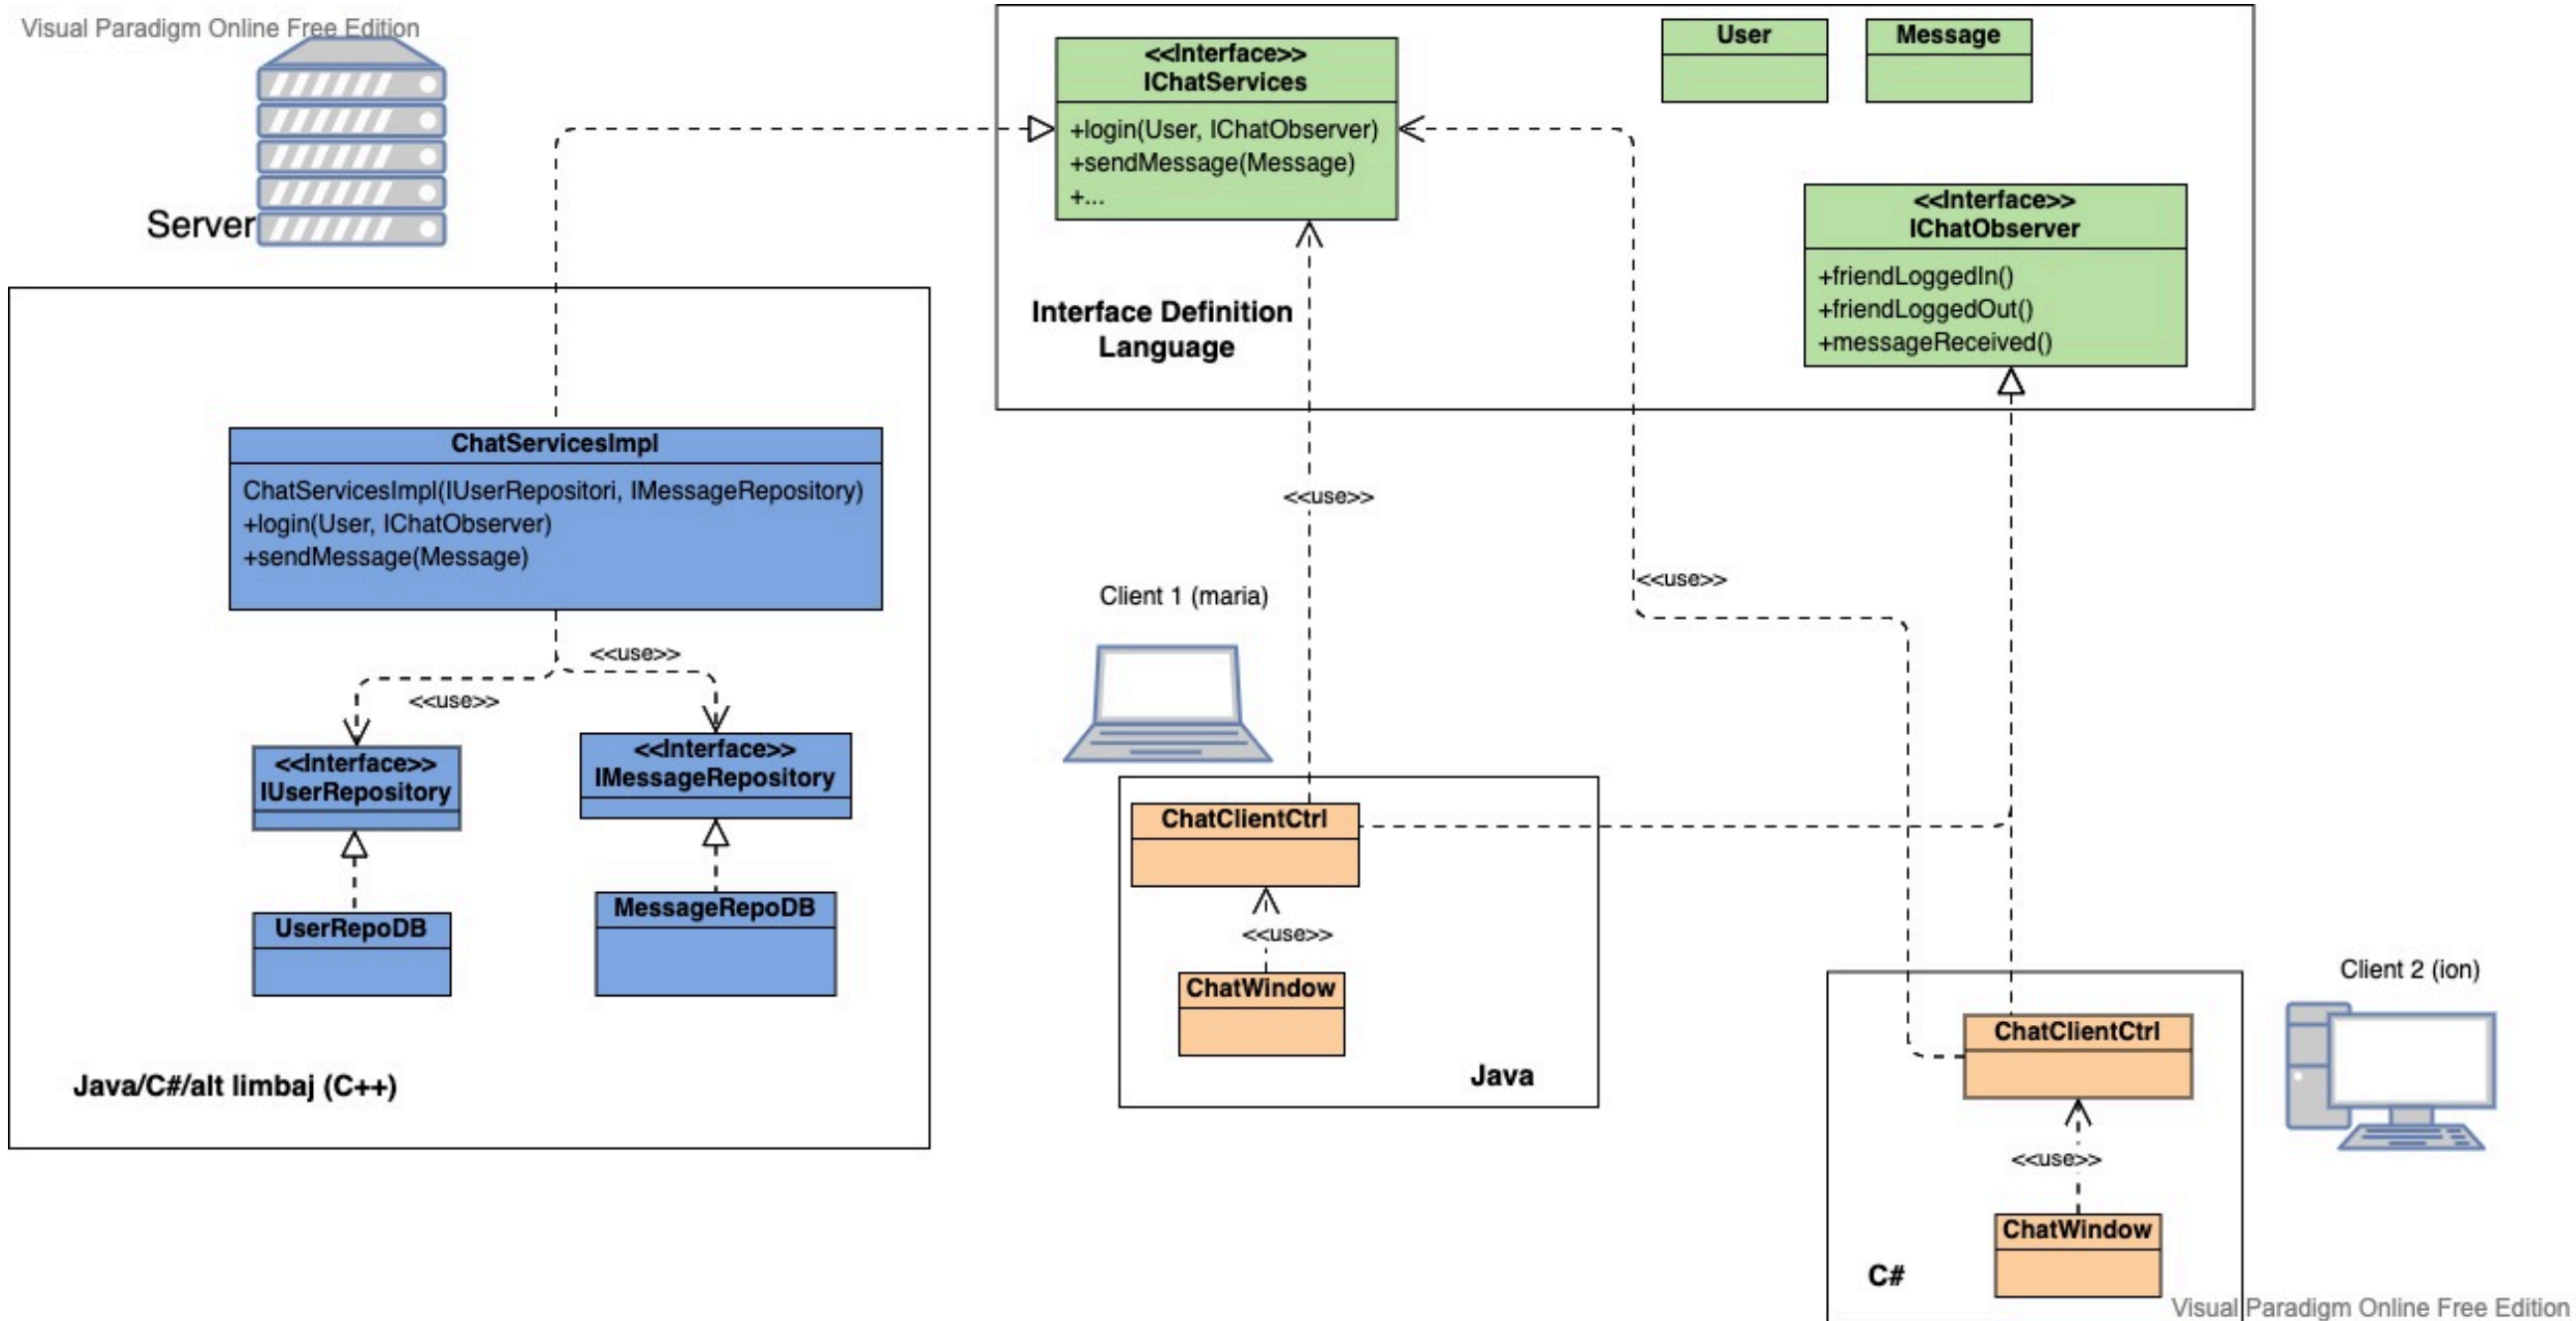 Visual Paradigm Online Free Edition
Server
<<Interface>>
IChatServices
+login(User, IChatObserver)
+sendMessage(Message)
+...
User
Message
<<Interface>>
IChatObserver
+friendLoggedIn()
+friendLoggedOut()
+messageReceived()
Interface Definition
Language
ChatServicesImpl
ChatServicesImpl(IUserRepositori, IMessageRepository)
+login(User, IChatObserver)
+sendMessage(Message)
<<use>>
<<use>>
<<Interface>>
IUserRepository
<<Interface>>
IMessageRepository
UserRepoDB
MessageRepoDB
Java/C#/alt limbaj (C++)
<<use>>
<<use>>
Client 1 (maria)
ChatClientCtrl
<<use>>
ChatWindow
Java
Client 2 (ion)
ChatClientCtrl
<<use>>
ChatWindow
C#
Visual Paradigm Online Free Edition